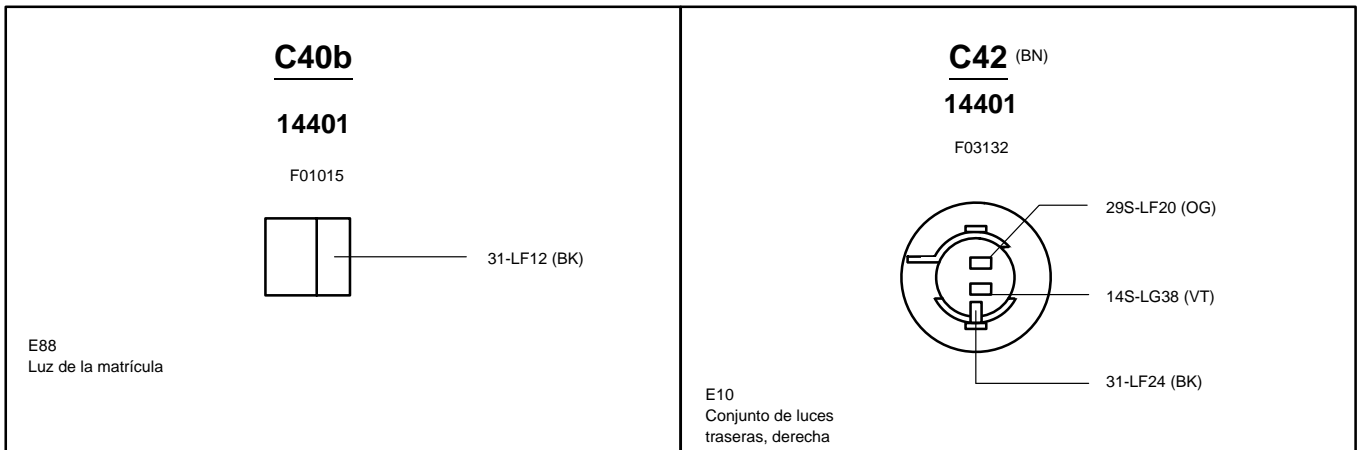 C40b
14401
F01015
31-LF12 (BK)
E88
Luz de la matrícula
C42 (BN)
14401
F03132
29S-LF20 (OG)
14S-LG38 (VT)
31-LF24 (BK)
E10
Conjunto de luces
traseras, derecha